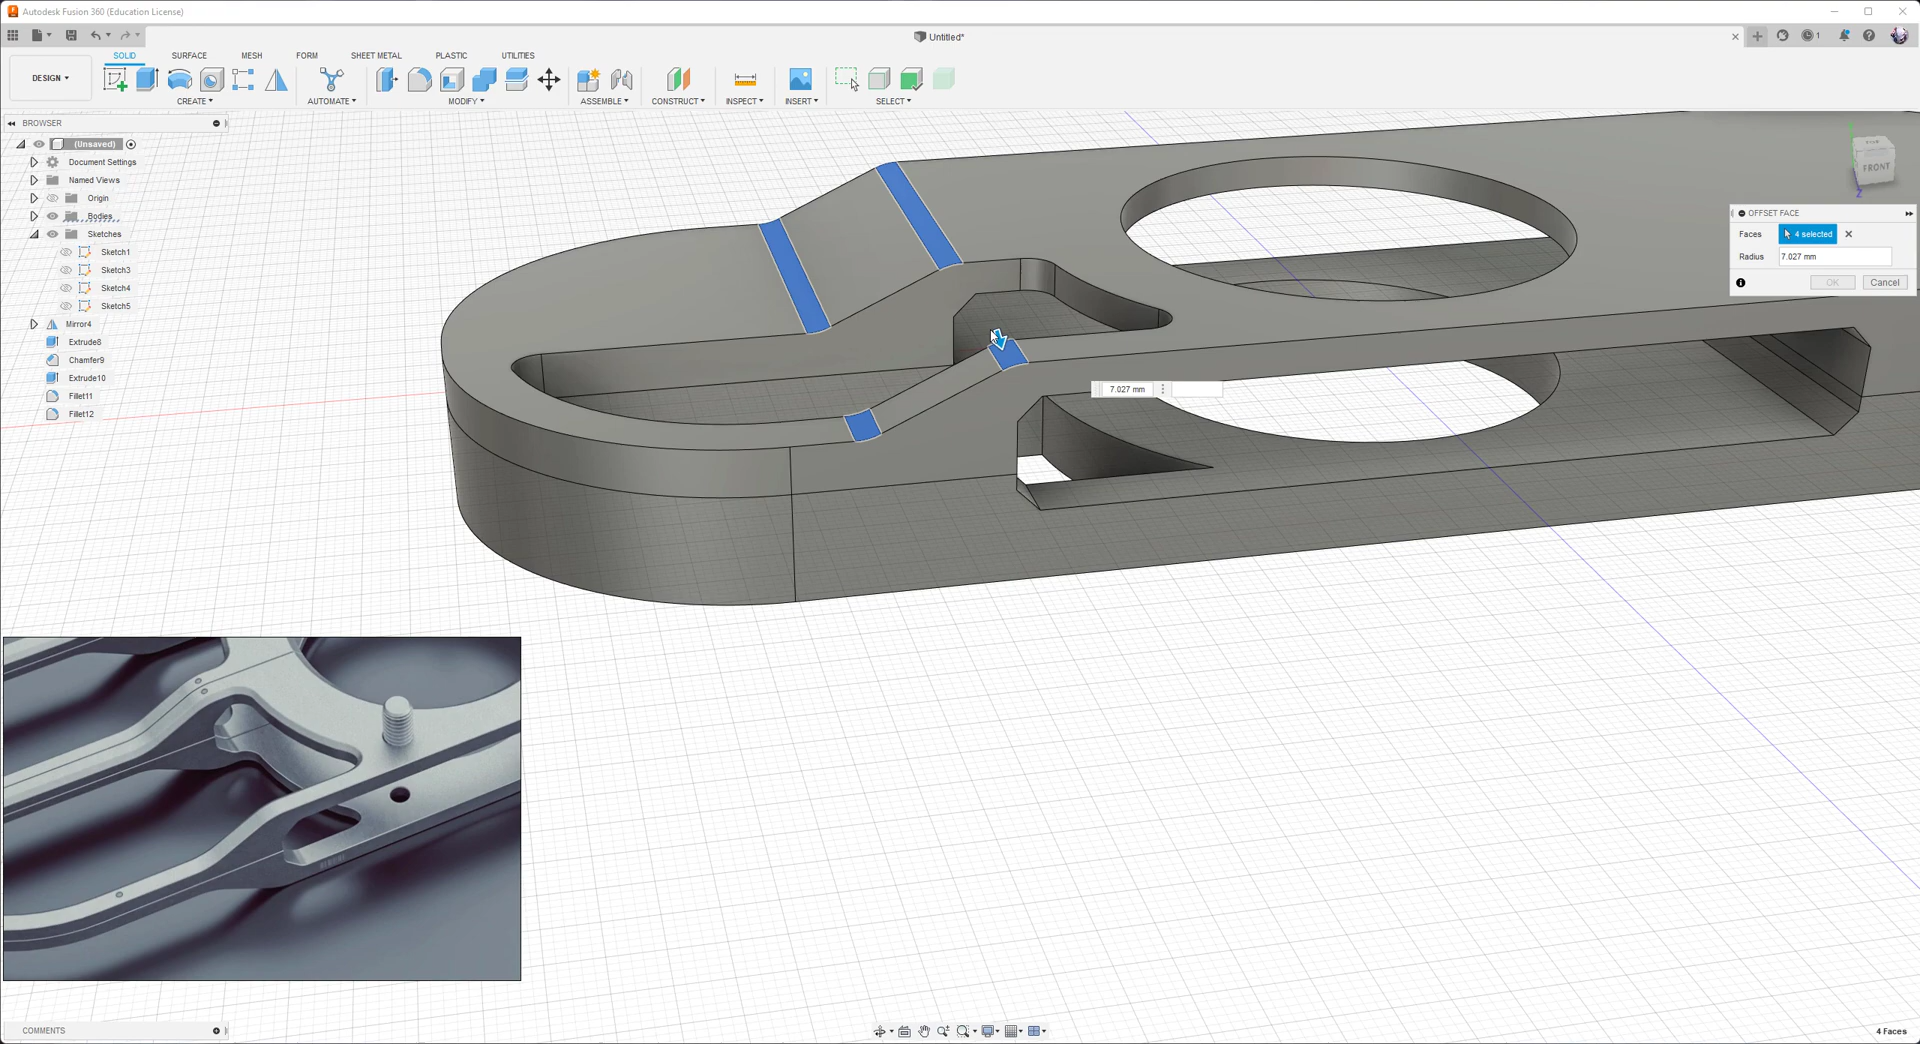 Autodesk Fusion 360 (Education License)
Untitled*
1
SOLID SURFACE MESH FORM SHEET METAL PLASTIC UTILITIES
DESIGN
CREATE AUTOMATE MODIFY ASSEMBLE CONSTRUCT INSPECT INSERT SELECT
BROWSER
(Unsaved)
Document Settings
Named Views
Origin
Bodies
Sketches
Sketch1
Sketch3
Sketch4
Sketch5
Mirror4
Extrude8
Chamfer9
Extrude10
Fillet11
Fillet12
FRONT
Z
OFFSET FACE
Faces 4 selected
Radius 7.027 mm
OK Cancel
7.027 mm
COMMENTS
4 Faces